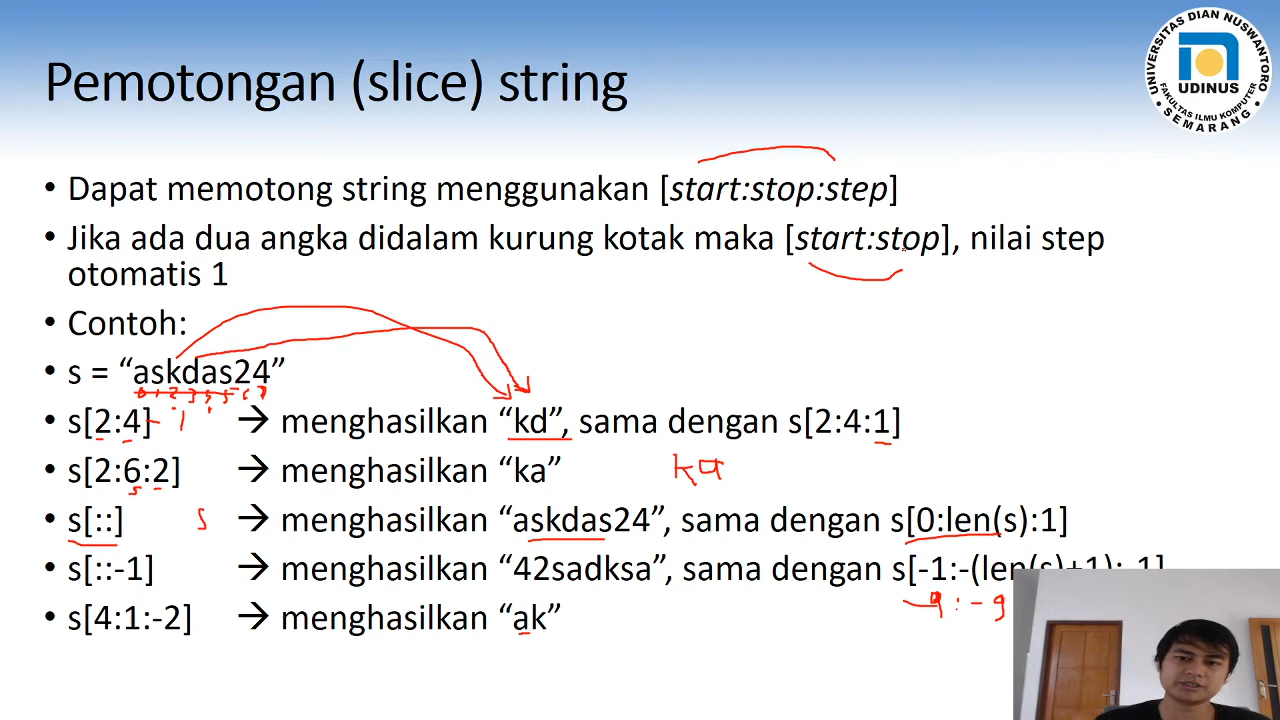 Pemotongan (slice) string
UNIVERSITAS DIAN NUSWANTORO
UDINUS
FAKULTAS ILMU KOMPUTER
• SEMARANG •
• Dapat memotong string menggunakan [start:stop:step]
• Jika ada dua angka didalam kurung kotak maka [start:stop], nilai step
otomatis 1
• Contoh:
• s = “askdas24”
• s[2:4] → menghasilkan “kd”, sama dengan s[2:4:1]
• s[2:6:2] → menghasilkan “ka” ka
• s[::] s → menghasilkan “askdas24”, sama dengan s[0:len(s):1]
• s[::-1] → menghasilkan “42sadksa”, sama dengan s[-1:-(len(s)+1):-1]
: -9
• s[4:1:-2] → menghasilkan “ak”